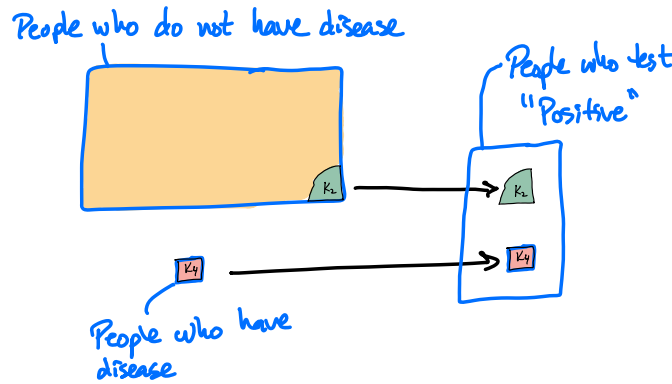 People who do not have disease
People who test
"Positive"
K2
K2
K4
K4
People who have
disease